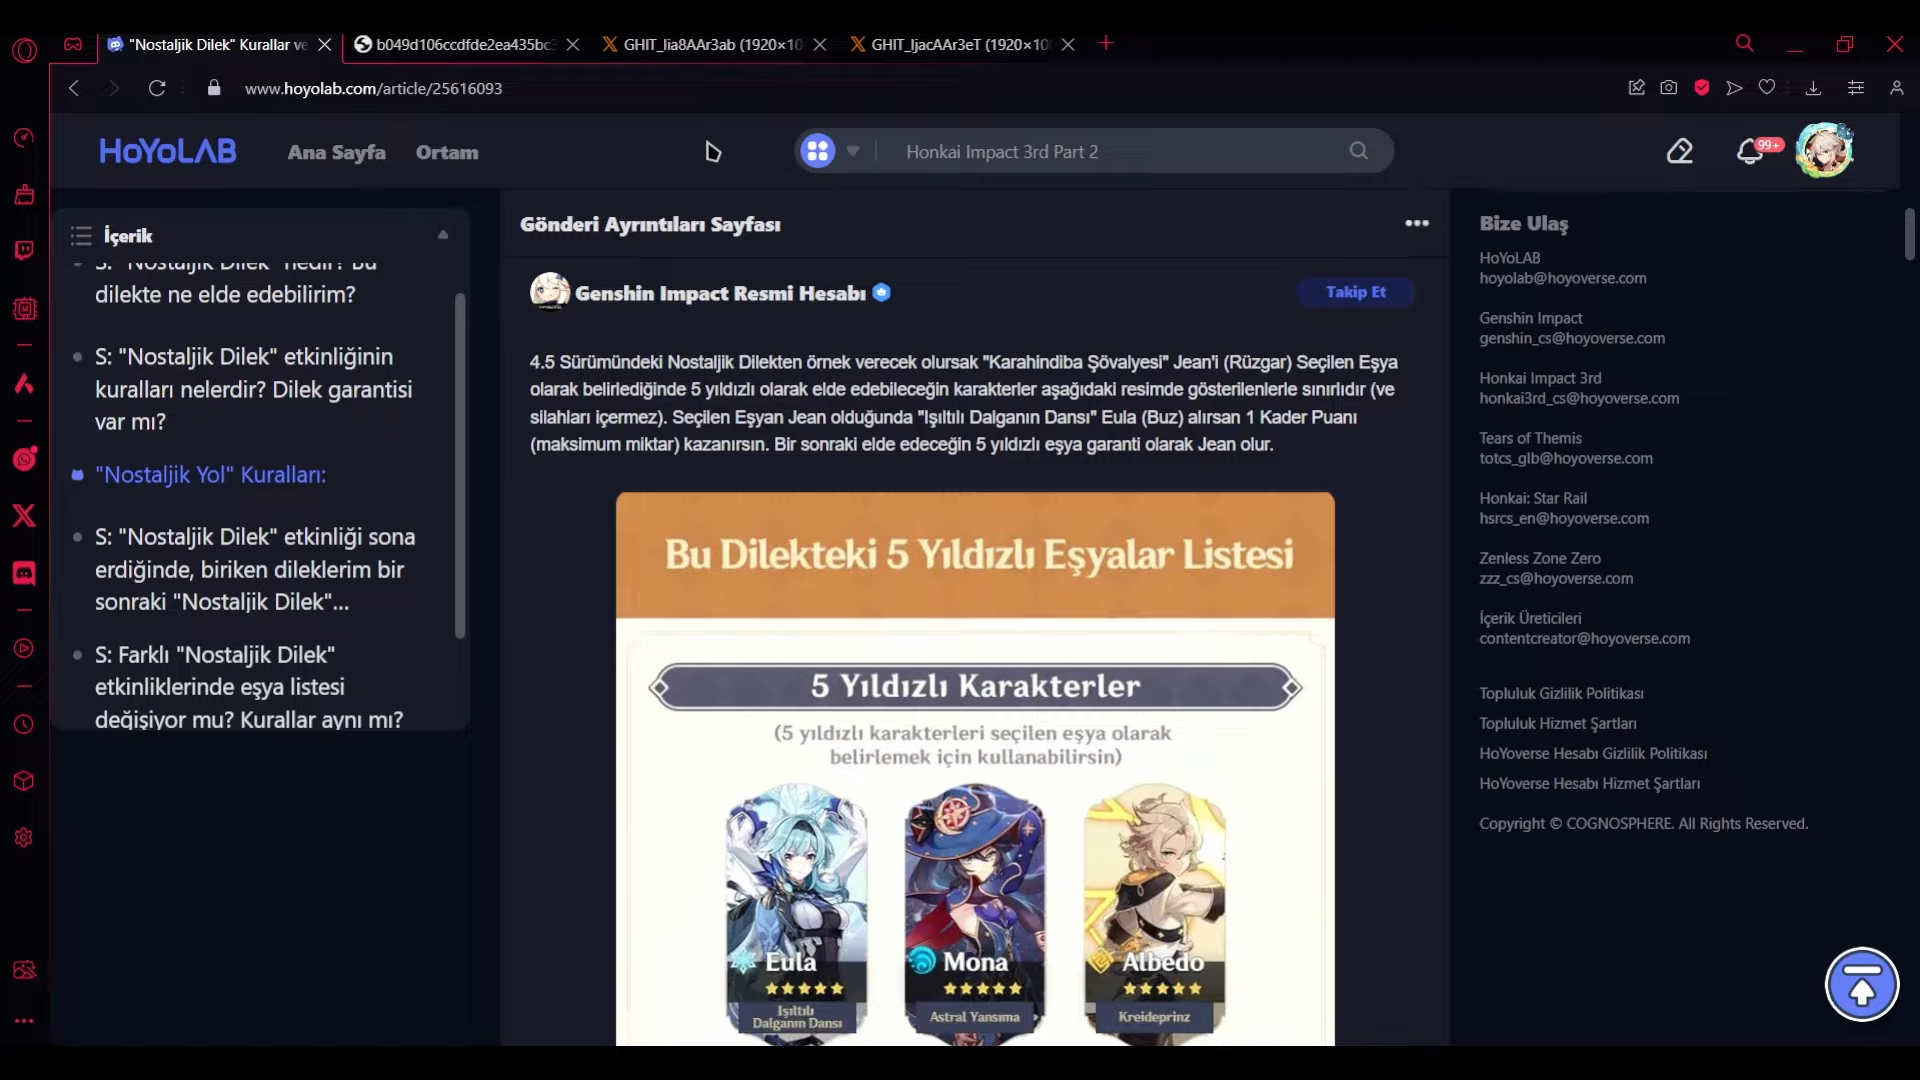 "Nostaljik Dilek" Kurallar ve
b049d106ccdfde2ea435bc3
GHIT_Iia8AAr3ab (1920×10
GHIT_IjacAAr3eT (1920×10
www.hoyolab.com/article/25616093
HoYoLAB
Ana Sayfa
Ortam
Honkai Impact 3rd Part 2
99+
İçerik
S: "Nostaljik Dilek" nedir? Bu
dilekte ne elde edebilirim?
S: "Nostaljik Dilek" etkinliğinin
kuralları nelerdir? Dilek garantisi
var mı?
"Nostaljik Yol" Kuralları:
S: "Nostaljik Dilek" etkinliği sona
erdiğinde, biriken dileklerim bir
sonraki "Nostaljik Dilek"...
S: Farklı "Nostaljik Dilek"
etkinliklerinde eşya listesi
değişiyor mu? Kurallar aynı mı?
Gönderi Ayrıntıları Sayfası
Genshin Impact Resmi Hesabı
Takip Et
4.5 Sürümündeki Nostaljik Dilekten örnek verecek olursak "Karahindiba Şövalyesi" Jean'i (Rüzgar) Seçilen Eşya
olarak belirlediğinde 5 yıldızlı olarak elde edebileceğin karakterler aşağıdaki resimde gösterilenlerle sınırlıdır (ve
silahları içermez). Seçilen Eşyan Jean olduğunda "Işıltılı Dalganın Dansı" Eula (Buz) alırsan 1 Kader Puanı
(maksimum miktar) kazanırsın. Bir sonraki elde edeceğin 5 yıldızlı eşya garanti olarak Jean olur.
Bu Dilekteki 5 Yıldızlı Eşyalar Listesi
5 Yıldızlı Karakterler
(5 yıldızlı karakterleri seçilen eşya olarak
belirlemek için kullanabilirsin)
Eula
Işıltılı
Dalganın Dansı
Mona
Astral Yansıma
Albedo
Kreideprinz
Bize Ulaş
HoYoLAB
hoyolab@hoyoverse.com
Genshin Impact
genshin_cs@hoyoverse.com
Honkai Impact 3rd
honkai3rd_cs@hoyoverse.com
Tears of Themis
totcs_glb@hoyoverse.com
Honkai: Star Rail
hsrcs_en@hoyoverse.com
Zenless Zone Zero
zzz_cs@hoyoverse.com
İçerik Üreticileri
contentcreator@hoyoverse.com
Topluluk Gizlilik Politikası
Topluluk Hizmet Şartları
HoYoverse Hesabı Gizlilik Politikası
HoYoverse Hesabı Hizmet Şartları
Copyright © COGNOSPHERE. All Rights Reserved.